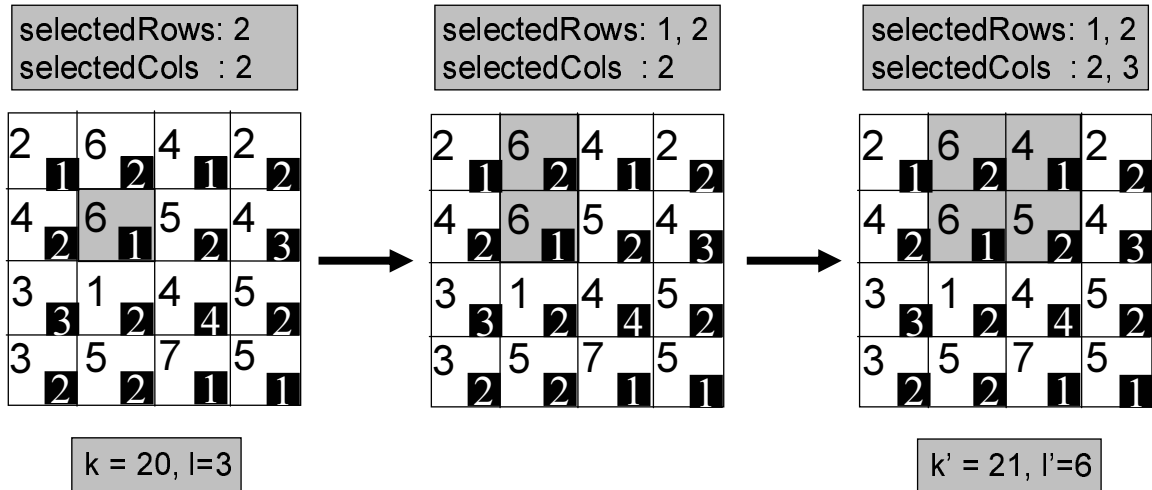 selectedRows: 2
selectedCols : 2
selectedRows: 1, 2
selectedCols : 2
selectedRows: 1, 2
selectedCols : 2, 3
2 1 6 2 4 1 2 2
4 2 6 1 5 2 4 3
3 3 1 2 4 4 5 2
3 2 5 2 7 1 5 1
2 1 6 2 4 1 2 2
4 2 6 1 5 2 4 3
3 3 1 2 4 4 5 2
3 2 5 2 7 1 5 1
2 1 6 2 4 1 2 2
4 2 6 1 5 2 4 3
3 3 1 2 4 4 5 2
3 2 5 2 7 1 5 1
k = 20, l=3
k’ = 21, l’=6